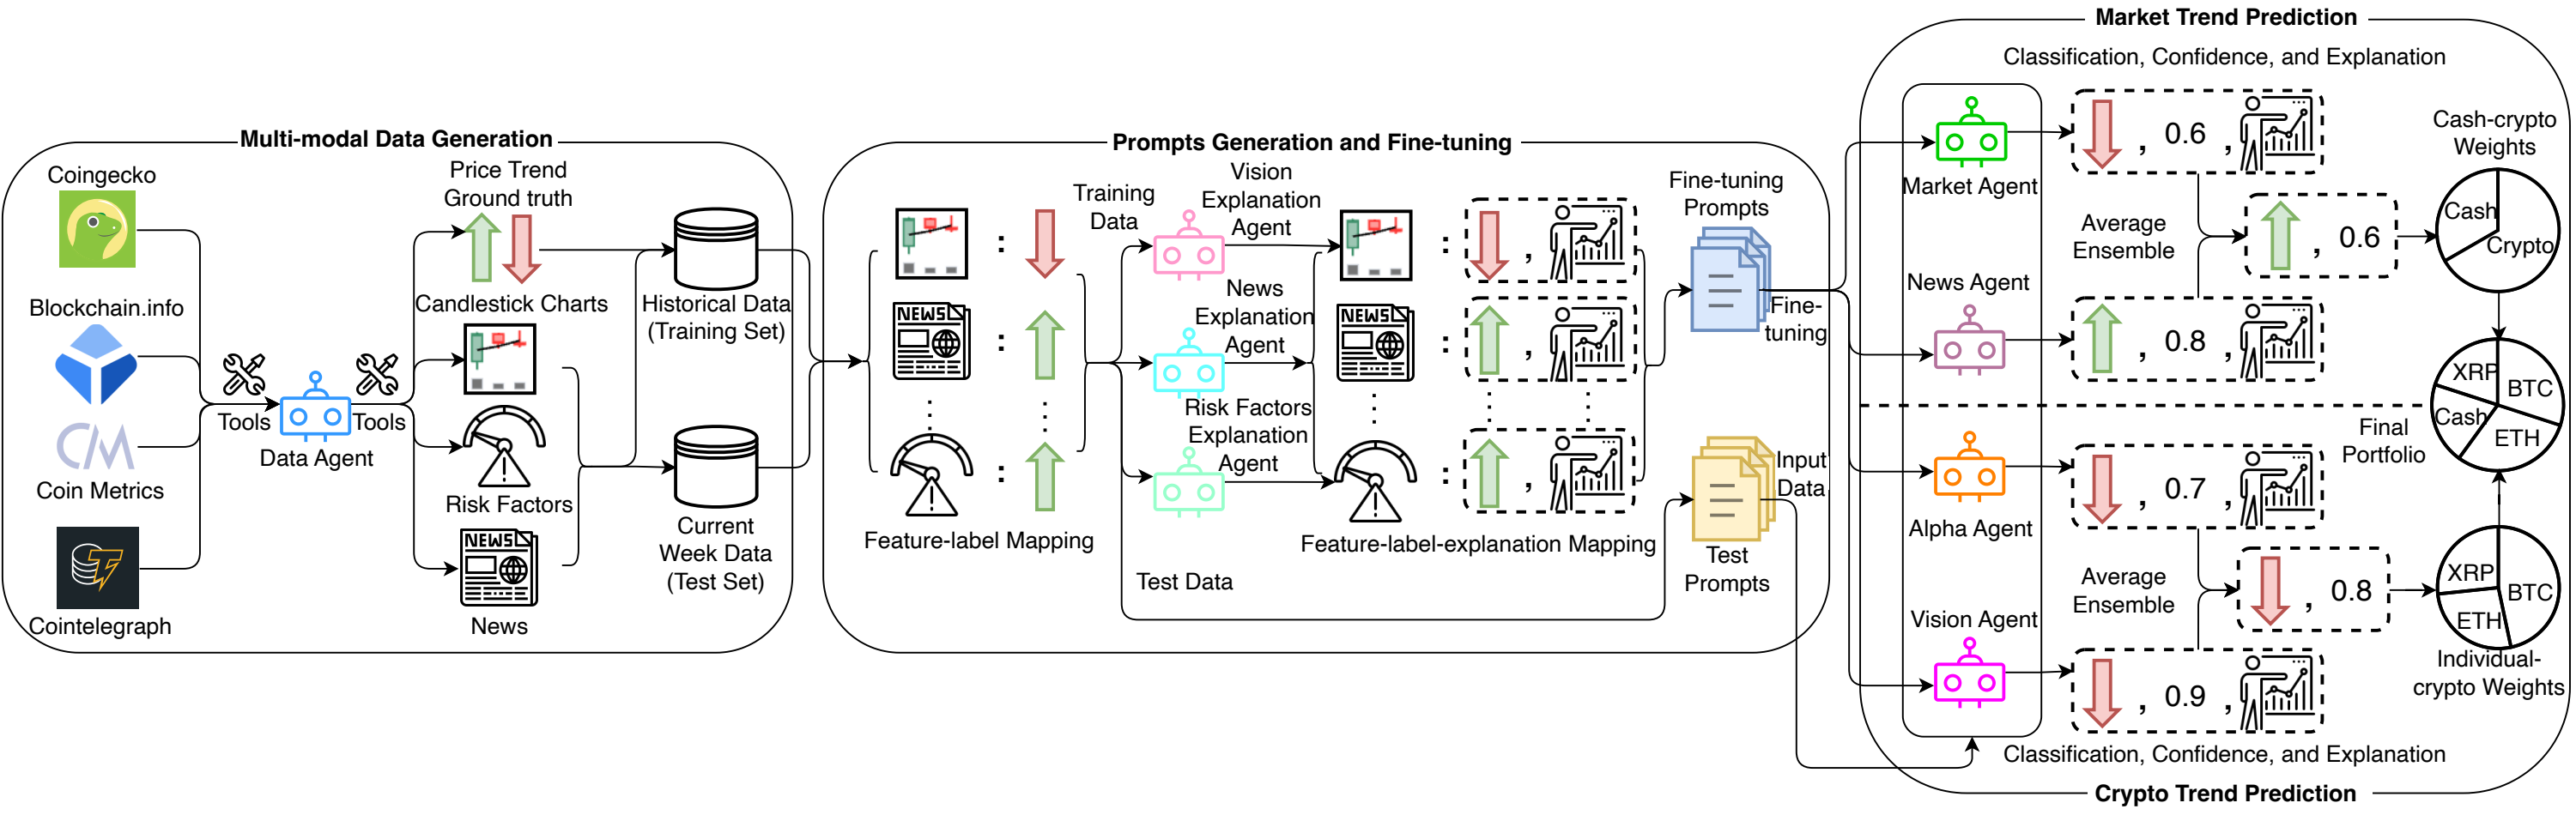 Multi-modal Data Generation
Coingecko
Blockchain.info
CM
Coin Metrics
Cointelegraph
Tools
Data Agent
Tools
Price Trend
Ground truth
Candlestick Charts
Risk Factors
NEWS
News
Historical Data
(Training Set)
Current
Week Data
(Test Set)
Prompts Generation and Fine-tuning
:
NEWS
:
:
Feature-label Mapping
Training
Data
Vision
Explanation
Agent
News
Explanation
Agent
Risk Factors
Explanation
Agent
Test Data
: ,
NEWS
: ,
: ,
Feature-label-explanation Mapping
Fine-tuning
Prompts
Fine-
tuning
Test
Prompts
Input
Data
Market Trend Prediction
Classification, Confidence, and Explanation
Market Agent
, 0.6 ,
News Agent
, 0.8 ,
Average
Ensemble
, 0.6
Cash-crypto
Weights
Cash
Crypto
XRP
BTC
Cash
ETH
Final
Portfolio
Alpha Agent
, 0.7 ,
Vision Agent
, 0.9 ,
Average
Ensemble
, 0.8
XRP
BTC
ETH
Individual-
crypto Weights
Classification, Confidence, and Explanation
Crypto Trend Prediction